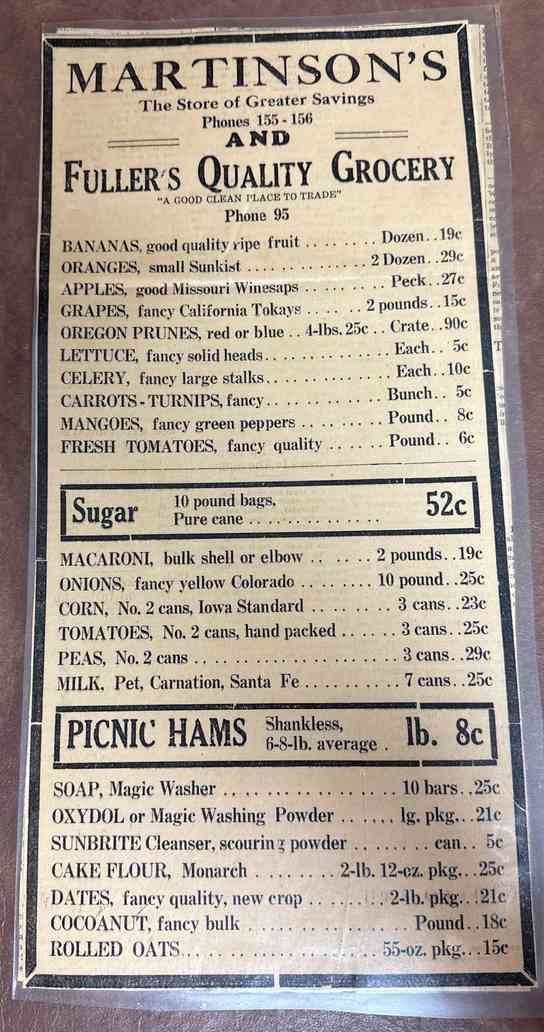 MARTINSON'S
The Store of Greater Savings
Phones 155 - 156
AND
FULLER'S QUALITY GROCERY
"A GOOD CLEAN PLACE TO TRADE"
Phone 95
BANANAS, good quality ripe fruit ........ Dozen..19c
ORANGES, small Sunkist .............. 2 Dozen..29c
APPLES, good Missouri Winesaps ......... Peck..27c
GRAPES, fancy California Tokays ...... 2 pounds..15c
OREGON PRUNES, red or blue .. 4-lbs. 25c .. Crate..90c
LETTUCE, fancy solid heads.............. Each.. 5c
CELERY, fancy large stalks.............. Each..10c
CARROTS - TURNIPS, fancy.............. Bunch.. 5c
MANGOES, fancy green peppers ....... Pound.. 8c
FRESH TOMATOES, fancy quality ...... Pound.. 6c
Sugar 10 pound bags, Pure cane ............... 52c
MACARONI, bulk shell or elbow .. ..... 2 pounds..19c
ONIONS, fancy yellow Colorado ........ 10 pound..25c
CORN, No. 2 cans, Iowa Standard ........ 3 cans..23c
TOMATOES, No. 2 cans, hand packed ...... 3 cans..25c
PEAS, No. 2 cans ..................... 3 cans..29c
MILK. Pet, Carnation, Santa Fe .......... 7 cans..25c
PICNIC HAMS Shankless, 6-8-lb. average . lb. 8c
SOAP, Magic Washer .................. 10 bars..25c
OXYDOL or Magic Washing Powder ...... lg. pkg...21c
SUNBRITE Cleanser, scouring powder ........ can.. 5c
CAKE FLOUR, Monarch ........ 2-lb. 12-oz. pkg...25c
DATES, fancy quality, new crop ........ 2-lb. pkg...21c
COCOANUT, fancy bulk ................ Pound..18c
ROLLED OATS.................... 55-oz. pkg...15c